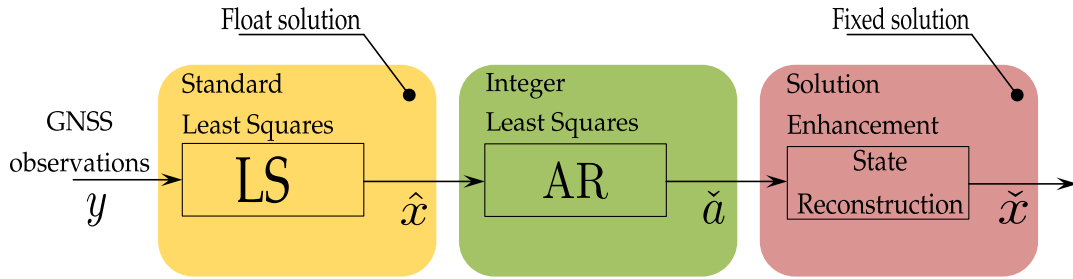 Float solution
Fixed solution
GNSS
observations
y
Standard
Least Squares
LS
x̂
Integer
Least Squares
AR
ǎ
Solution
Enhancement
State
Reconstruction
x̌